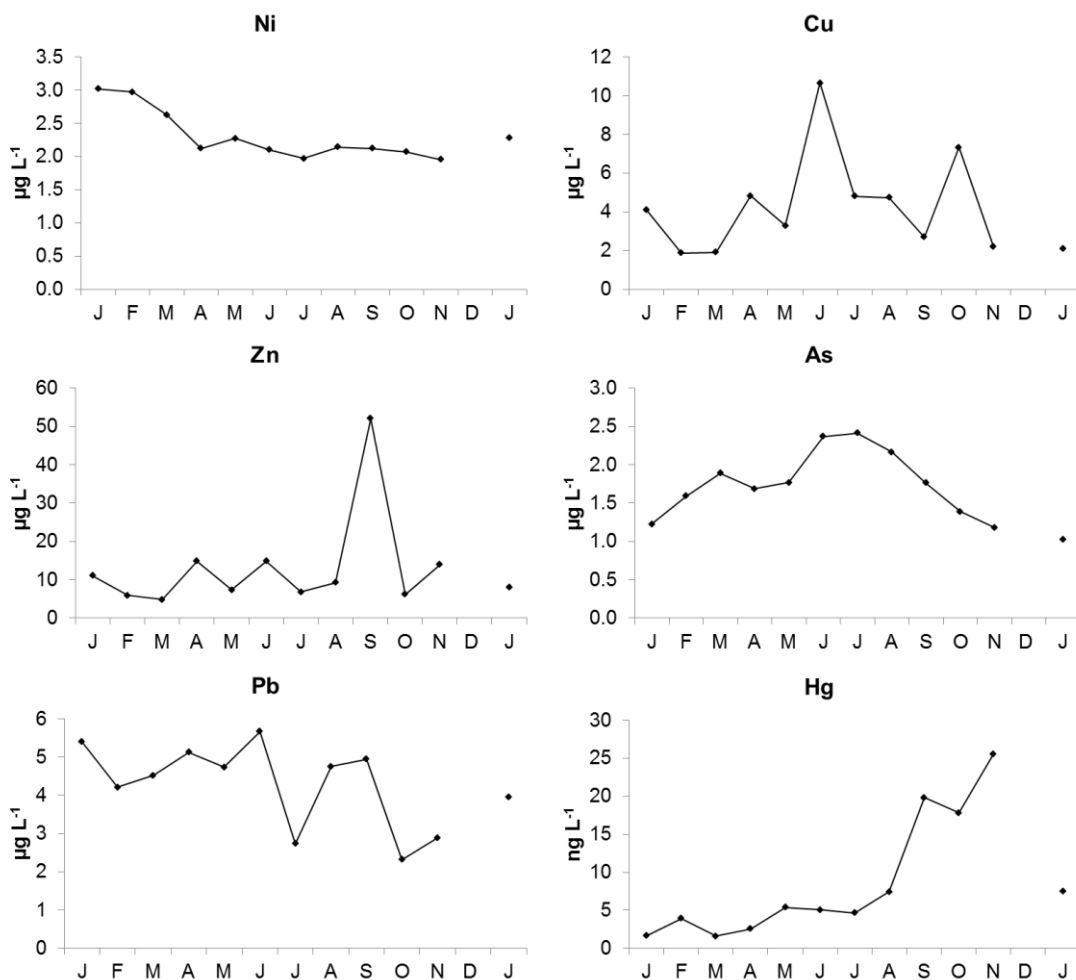 Ni
3.5
3.0
2.5
2.0
1.5
1.0
0.5
0.0
µg L-1
J F M A M J J A S O N D J
Cu
12
10
8
6
4
2
0
µg L-1
J F M A M J J A S O N D J
Zn
60
50
40
30
20
10
0
µg L-1
J F M A M J J A S O N D J
As
3.0
2.5
2.0
1.5
1.0
0.5
0.0
µg L-1
J F M A M J J A S O N D J
Pb
6
5
4
3
2
1
0
µg L-1
J F M A M J J A S O N D J
Hg
30
25
20
15
10
5
0
ng L-1
J F M A M J J A S O N D J